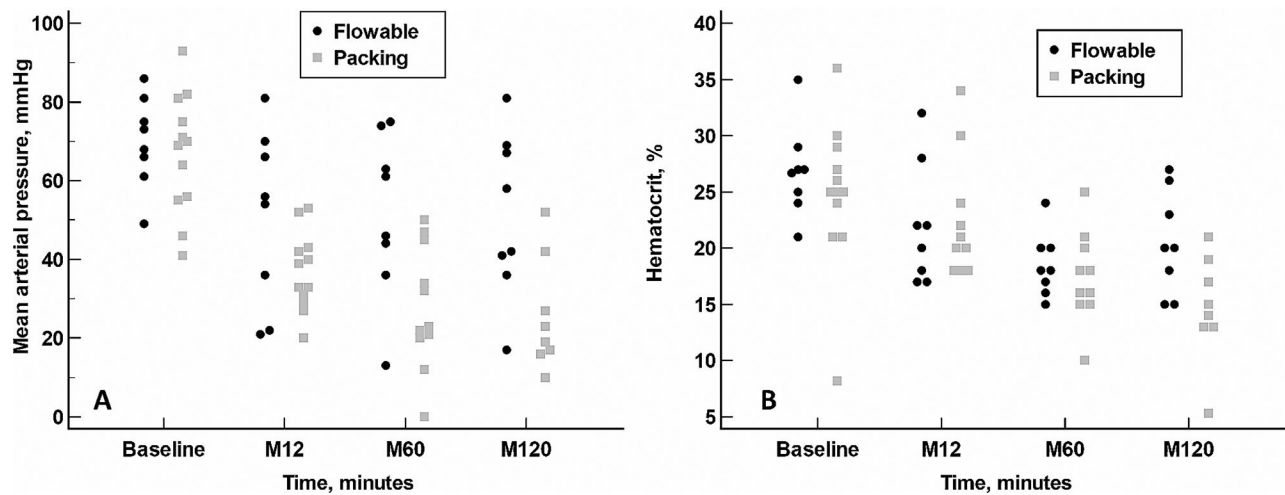 Mean arterial pressure, mmHg
100
80
60
40
20
0
Flowable
Packing
A
Baseline
M12
M60
M120
Time, minutes
Hematocrit, %
40
35
30
25
20
15
10
5
Flowable
Packing
B
Baseline
M12
M60
M120
Time, minutes